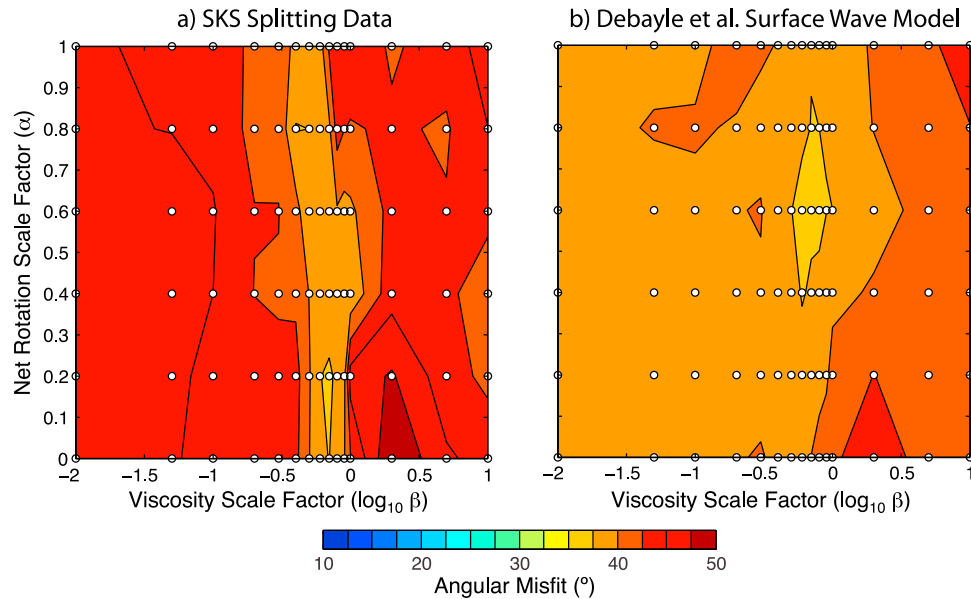 a) SKS Splitting Data
b) Debayle et al. Surface Wave Model
Net Rotation Scale Factor (α)
1
0.9
0.8
0.7
0.6
0.5
0.4
0.3
0.2
0.1
0
−2 −1.5 −1 −0.5 0 0.5 1
−2 −1.5 −1 −0.5 0 0.5 1
Viscosity Scale Factor (log10 β)
Viscosity Scale Factor (log10 β)
10 20 30 40 50
Angular Misfit (º)